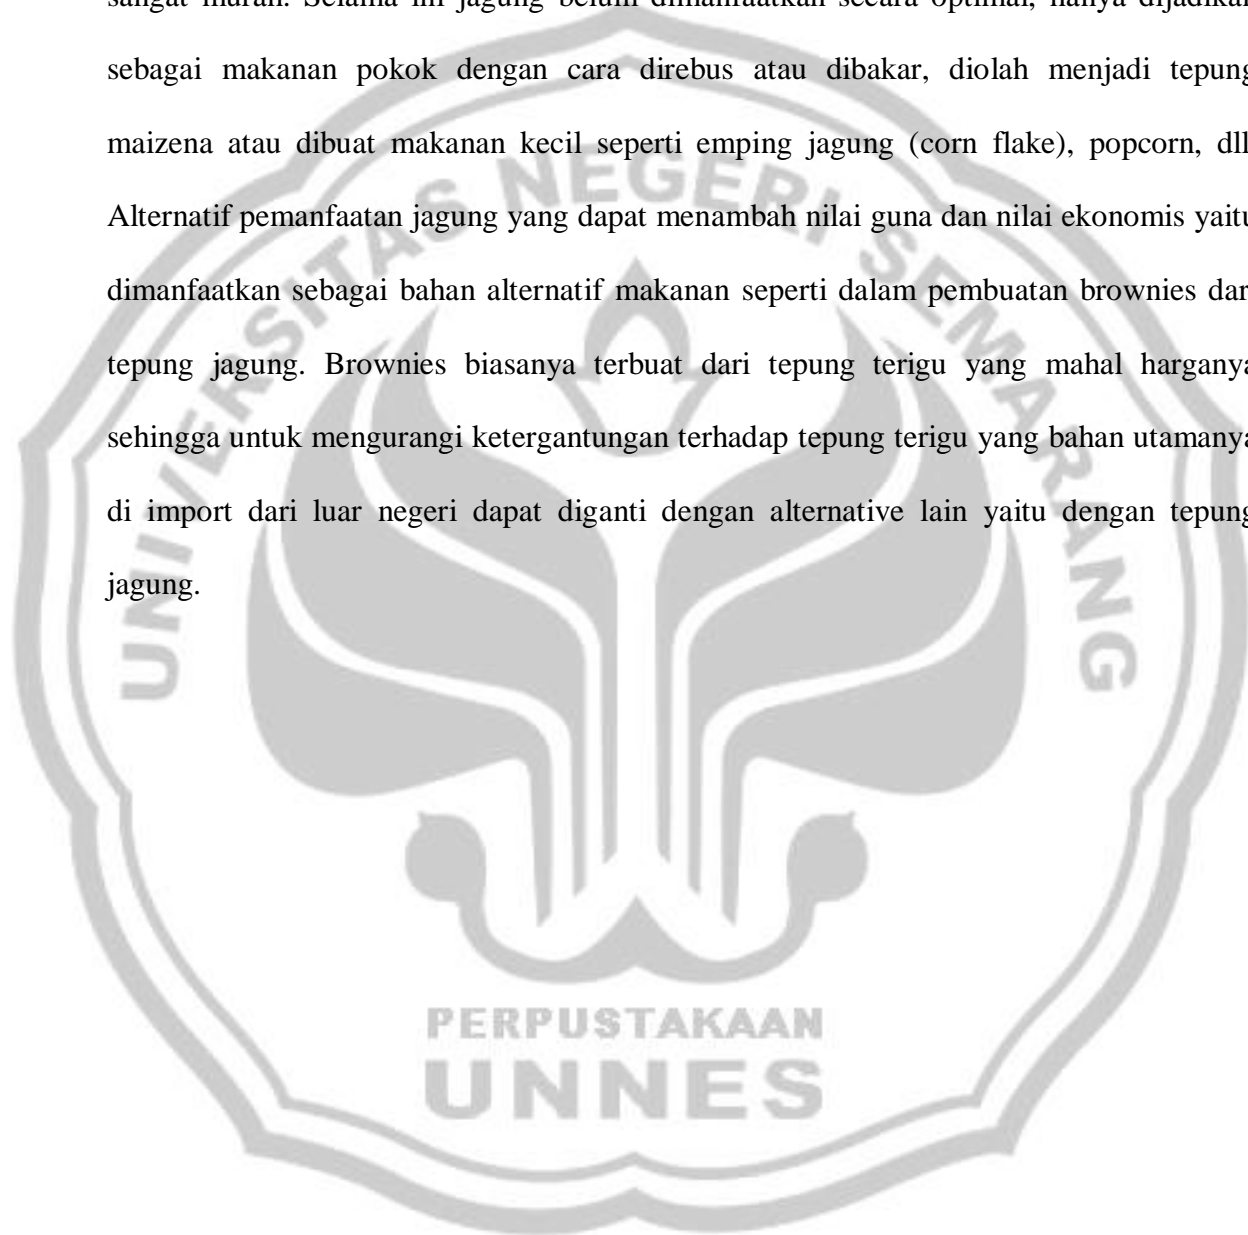 sangat murah. Selama ini jagung belum dimanfaatkan secara optimal, hanya dijadikan
sebagai makanan pokok dengan cara direbus atau dibakar, diolah menjadi tepung
maizena atau dibuat makanan kecil seperti emping jagung (corn flake), popcorn, dll
Alternatif pemanfaatan jagung yang dapat menambah nilai guna dan nilai ekonomis yaitu
dimanfaatkan sebagai bahan alternatif makanan seperti dalam pembuatan brownies dari
tepung jagung. Brownies biasanya terbuat dari tepung terigu yang mahal harganya
sehingga untuk mengurangi ketergantungan terhadap tepung terigu yang bahan utamanya
di import dari luar negeri dapat diganti dengan alternative lain yaitu dengan tepung
jagung.
UNIVERSITAS NEGERI SEMARANG
PERPUSTAKAAN
UNNES